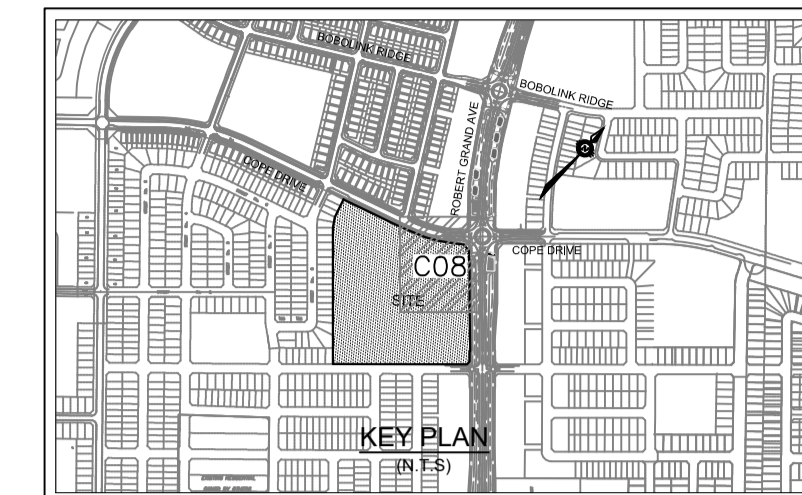 BOBOLINK RIDGE
BOBOLINK RIDGE
ROBERT GRAND AVE
COPE DRIVE
COPE DRIVE
C08
SITE
KEY PLAN
(N.T.S)